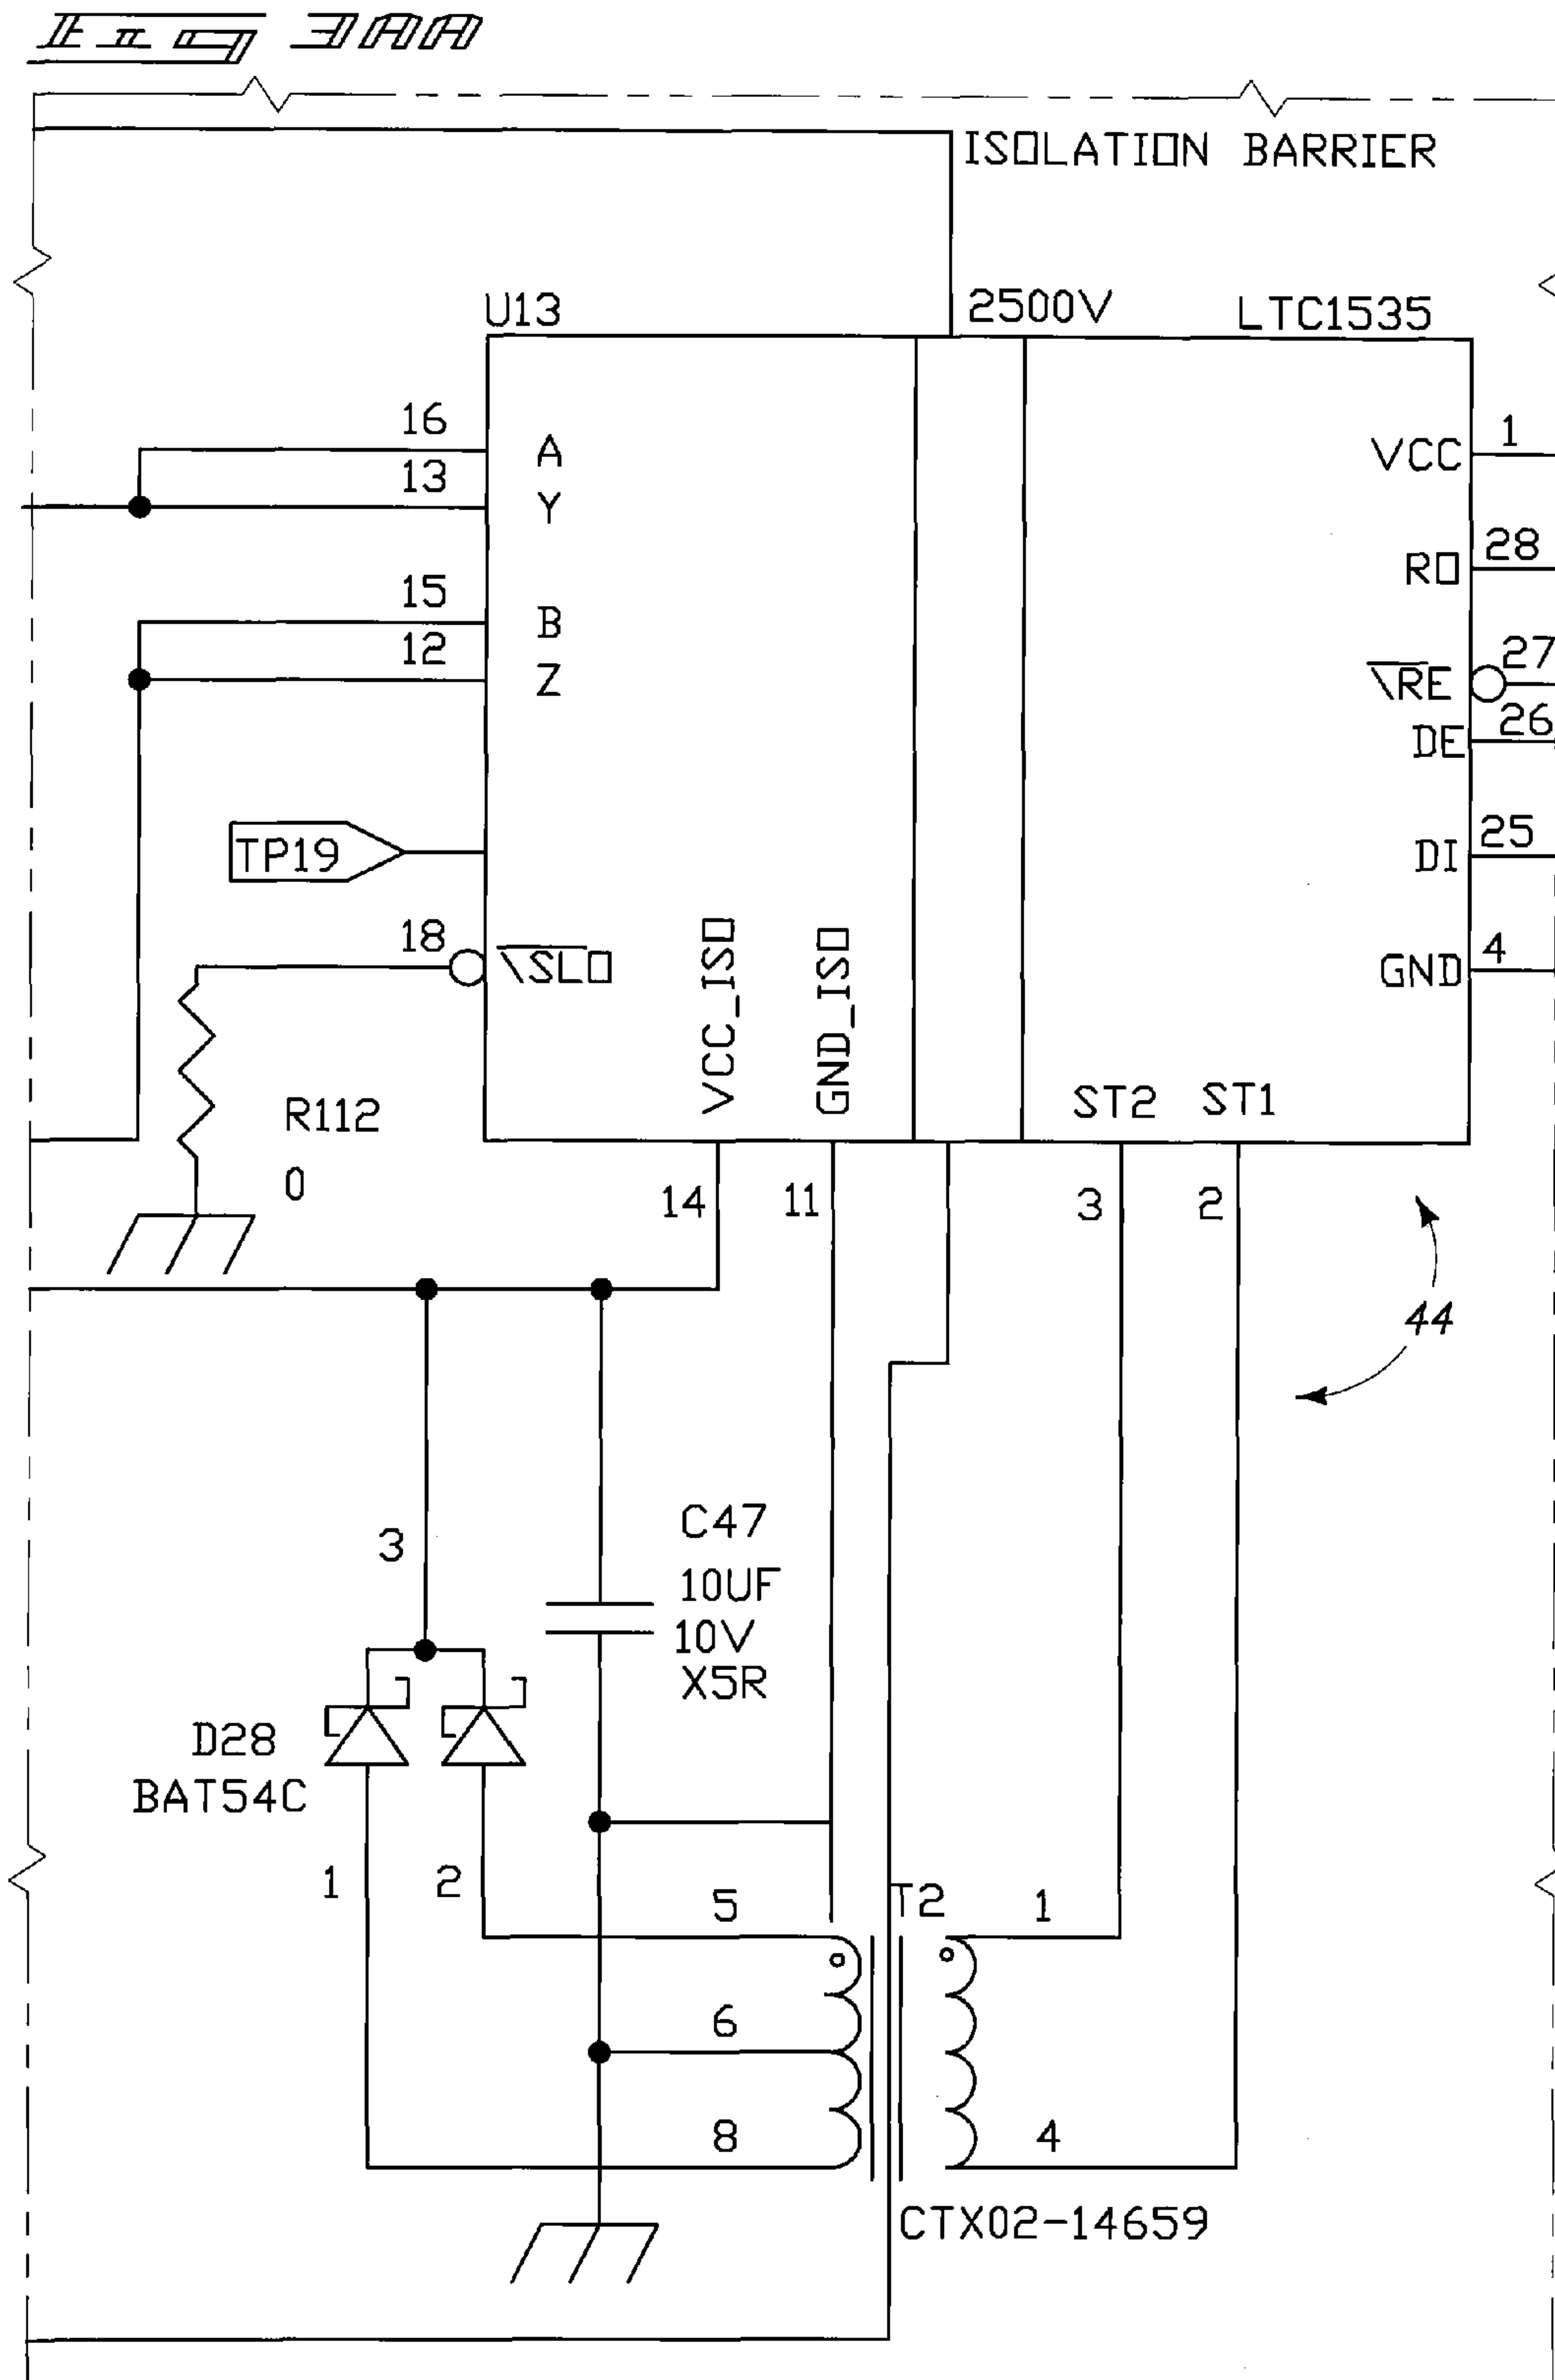 Fig 3AA
ISOLATION BARRIER
U13
2500V
LTC1535
16
A
13
Y
15
B
12
Z
TP19
18
\SLO
VCC_ISO
GND_ISO
VCC
1
RO
28
\RE
27
DE
26
DI
25
GND
4
ST2
ST1
R112
0
14
11
3
2
44
3
C47
10UF
10V
X5R
D28
BAT54C
1
2
5
T2
1
6
8
4
CTX02-14659